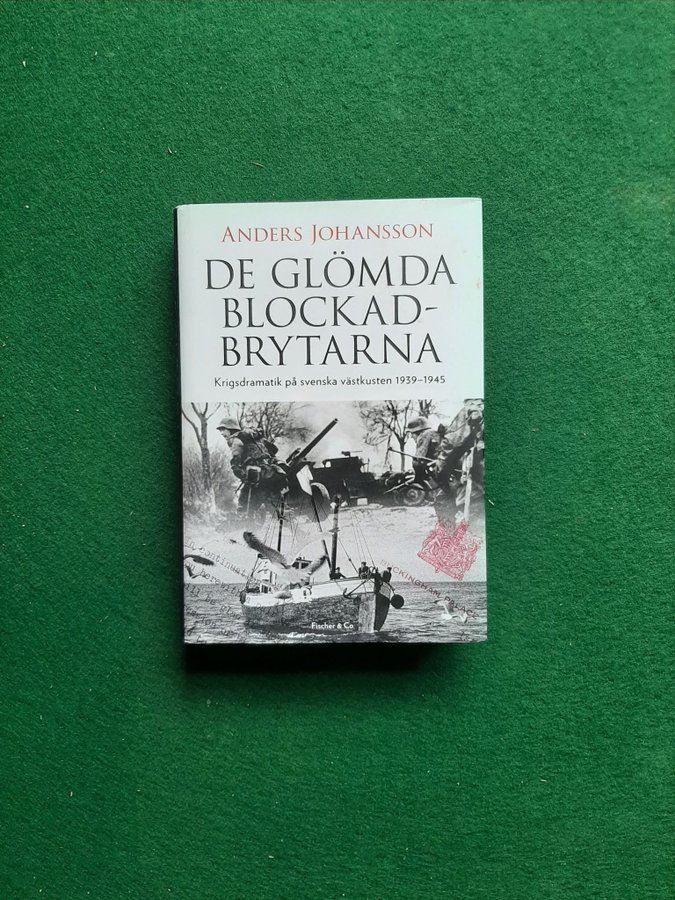 ANDERS JOHANSSON
DE GLÖMDA
BLOCKAD-
BRYTARNA
Krigsdramatik på svenska västkusten 1939–1945
Fischer & Co